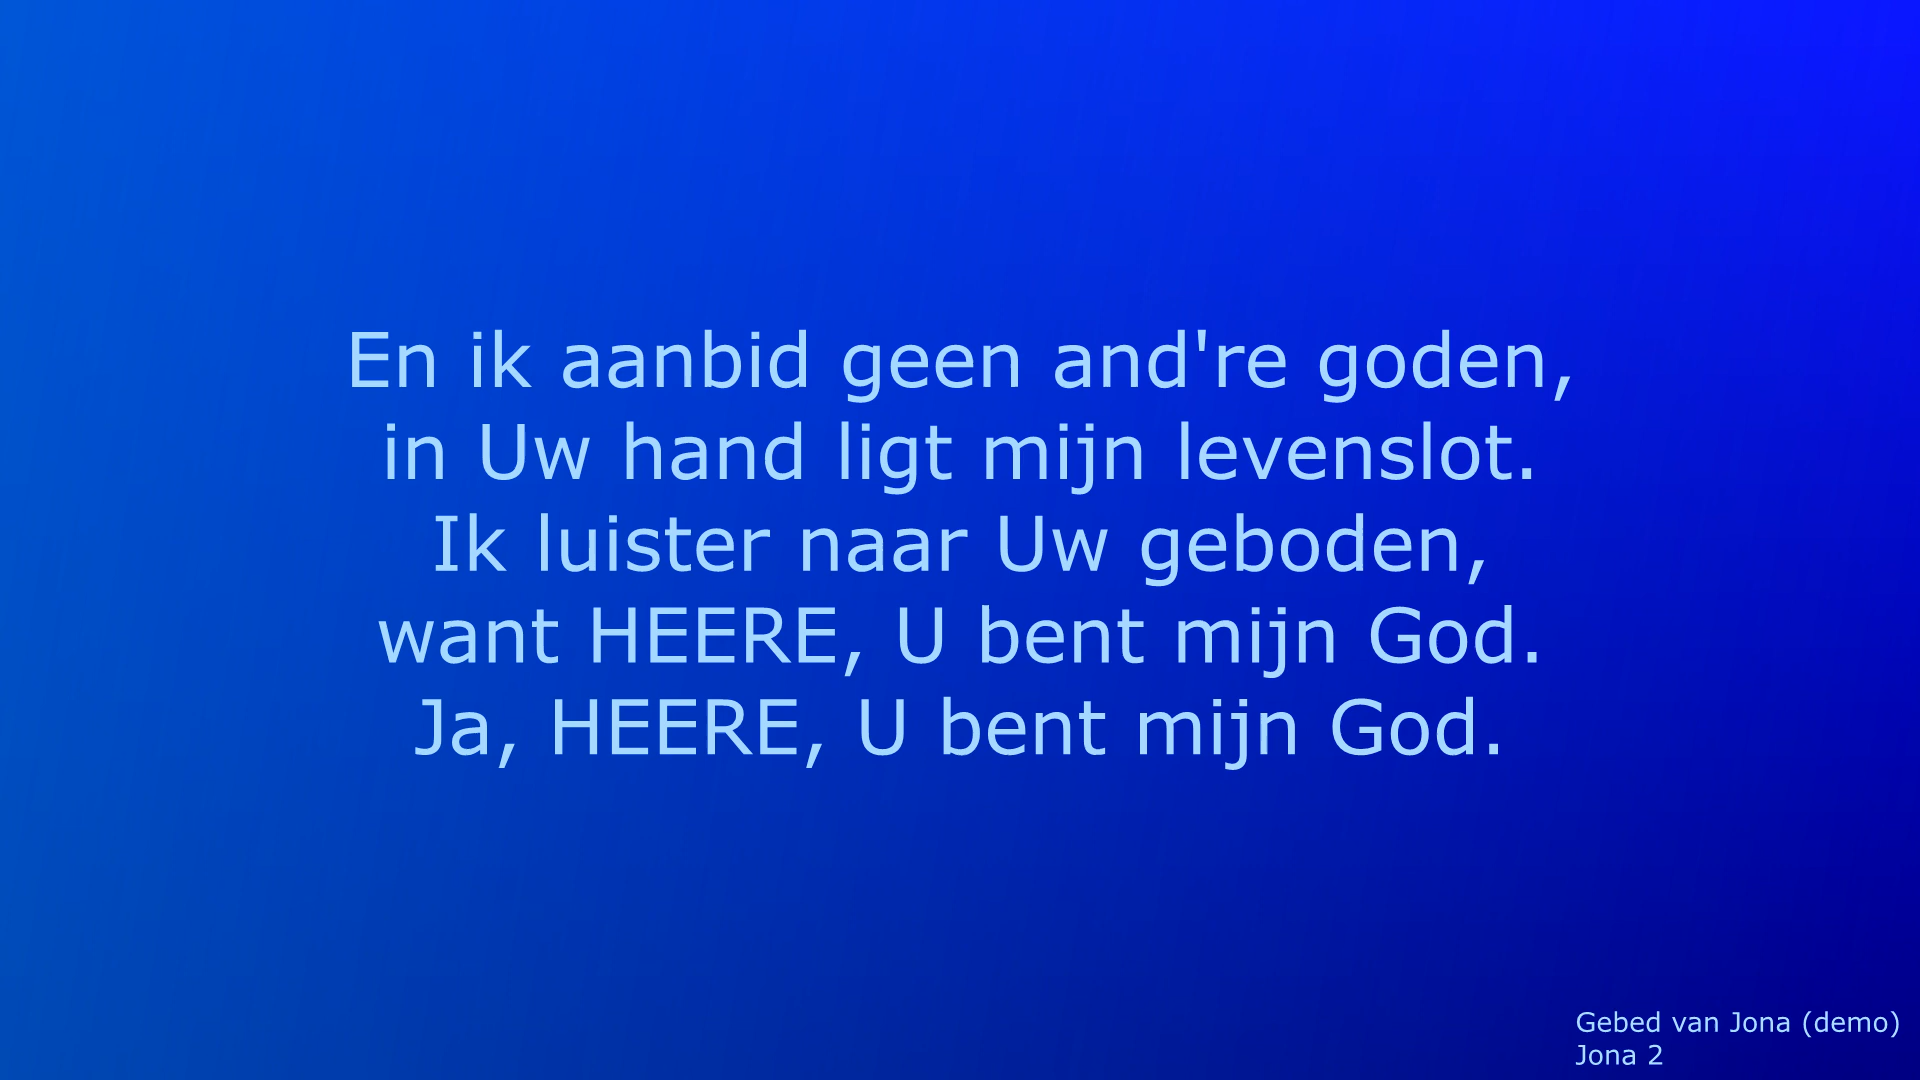 En ik aanbid geen and're goden,
in Uw hand ligt mijn levenslot.
Ik luister naar Uw geboden,
want HEERE, U bent mijn God.
Ja, HEERE, U bent mijn God.
Gebed van Jona (demo)
Jona 2